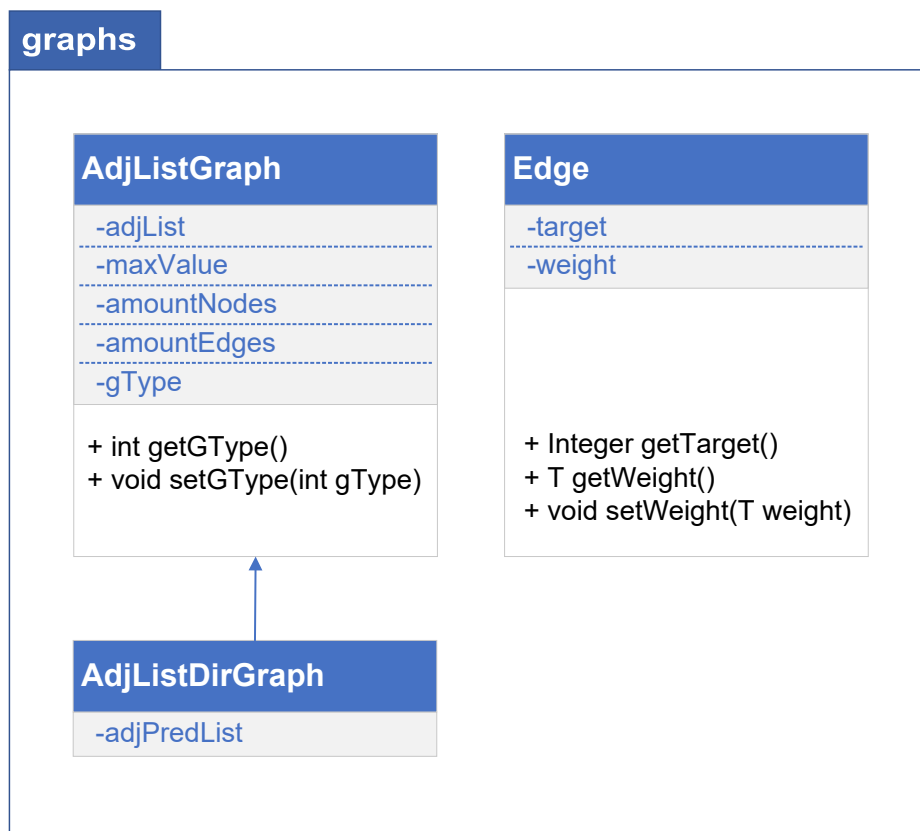 graphs
AdjListGraph
-adjList
-maxValue
-amountNodes
-amountEdges
-gType
+ int getGType()
+ void setGType(int gType)
Edge
-target
-weight
+ Integer getTarget()
+ T getWeight()
+ void setWeight(T weight)
AdjListDirGraph
-adjPredList